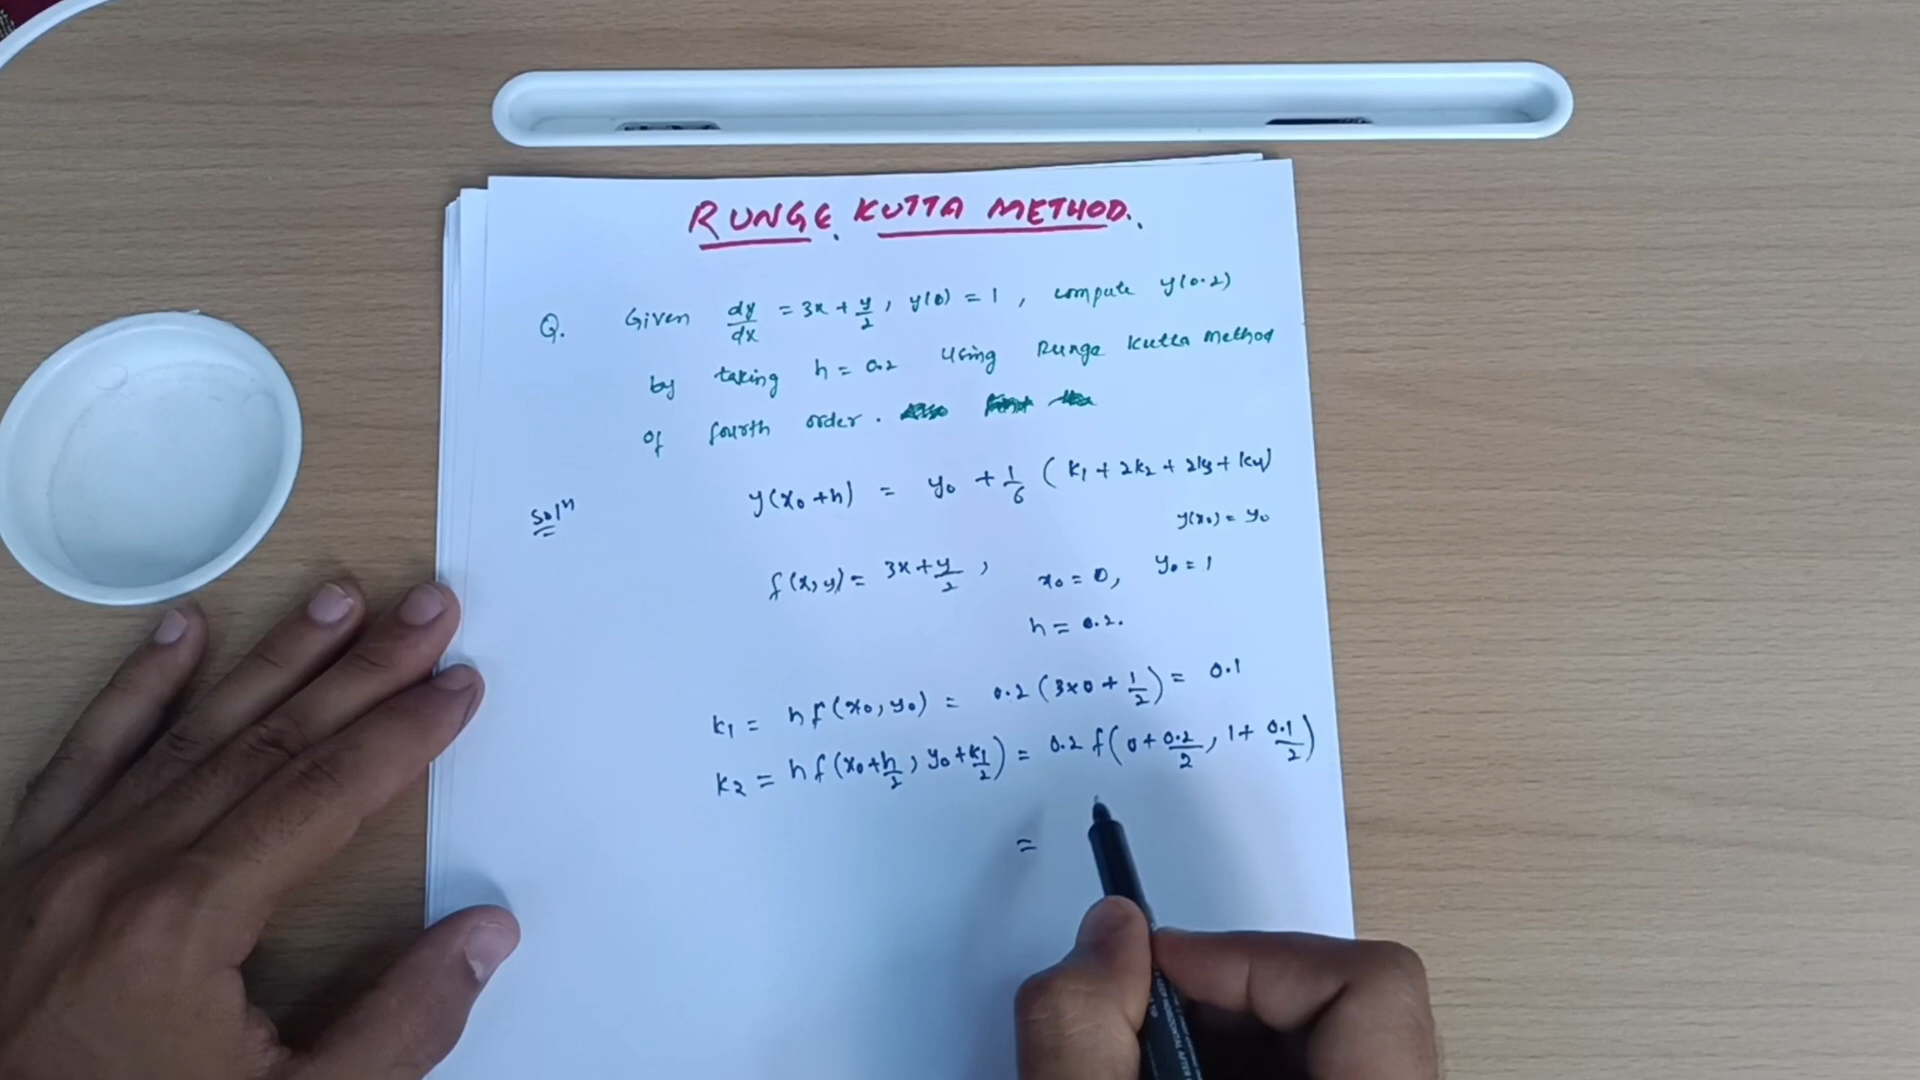 RUNGE KUTTA METHOD.
Q. Given dy/dx = 3x + y/2, y(0) = 1, compute y(0.2)
by taking h = 0.2 using Runge Kutta method
of fourth order.
Solⁿ y(x₀+h) = y₀ + 1/6 (k₁ + 2k₂ + 2k₃ + k₄)
y(x₀) = y₀
f(x,y) = 3x + y/2, x₀ = 0, y₀ = 1
h = 0.2.
k₁ = hf(x₀,y₀) = 0.2 (3x0 + 1/2) = 0.1
k₂ = hf(x₀+h/2, y₀+k₁/2) = 0.2 f(0+0.2/2, 1+0.1/2)
=